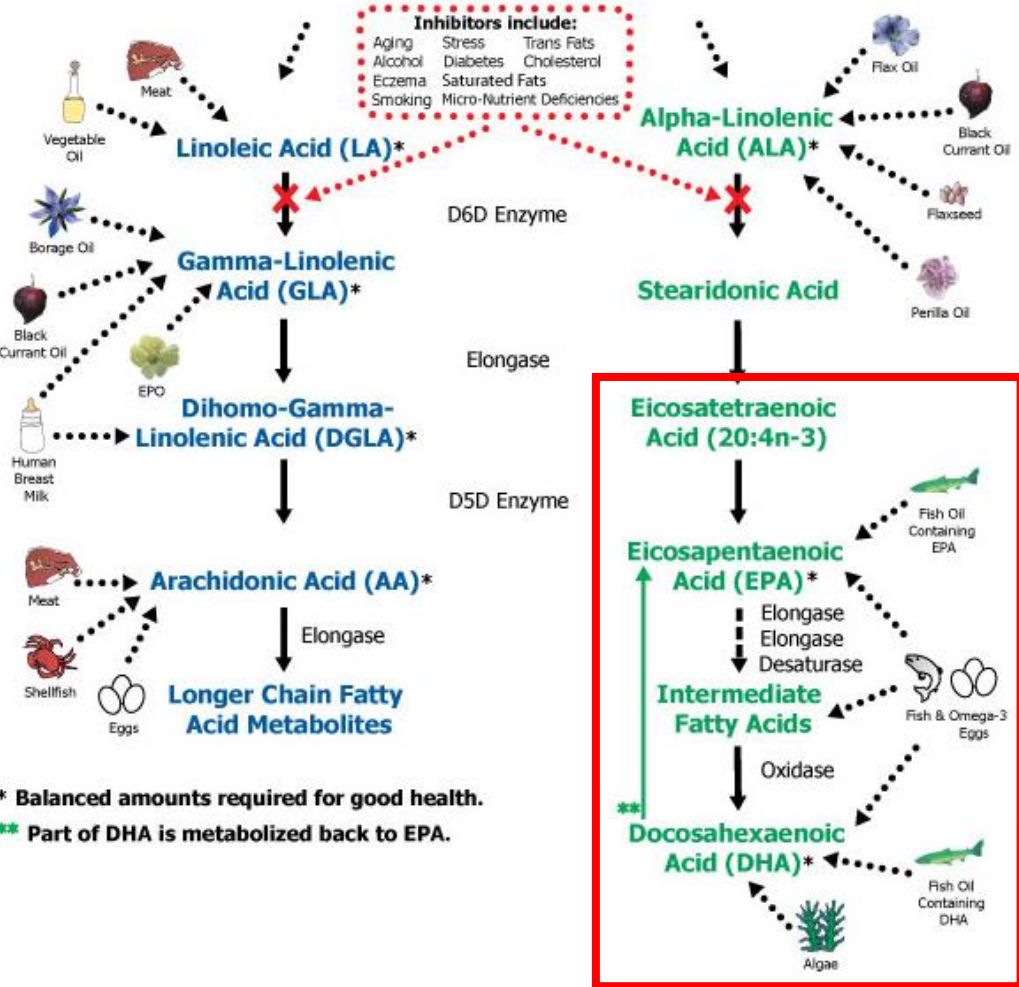 Inhibitors include:
Aging Stress Trans Fats
Alcohol Diabetes Cholesterol
Eczema Saturated Fats
Smoking Micro-Nutrient Deficiencies
Meat
Vegetable
Oil
Linoleic Acid (LA)*
Flax Oil
Alpha-Linolenic
Acid (ALA)*
Black
Currant Oil
Flaxseed
Perilla Oil
D6D Enzyme
Borage Oil
Gamma-Linolenic
Acid (GLA)*
Black
Currant Oil
EPO
Stearidonic Acid
Elongase
Human
Breast
Milk
Dihomo-Gamma-
Linolenic Acid (DGLA)*
Eicosatetraenoic
Acid (20:4n-3)
D5D Enzyme
Fish Oil
Containing
EPA
Meat
Shellfish
Eggs
Arachidonic Acid (AA)*
Eicosapentaenoic
Acid (EPA)*
Elongase
Elongase
Elongase
Desaturase
Longer Chain Fatty
Acid Metabolites
Intermediate
Fatty Acids
Fish & Omega-3
Eggs
Oxidase
* Balanced amounts required for good health.
** Part of DHA is metabolized back to EPA.
**
Docosahexaenoic
Acid (DHA)*
Fish Oil
Containing
DHA
Algae